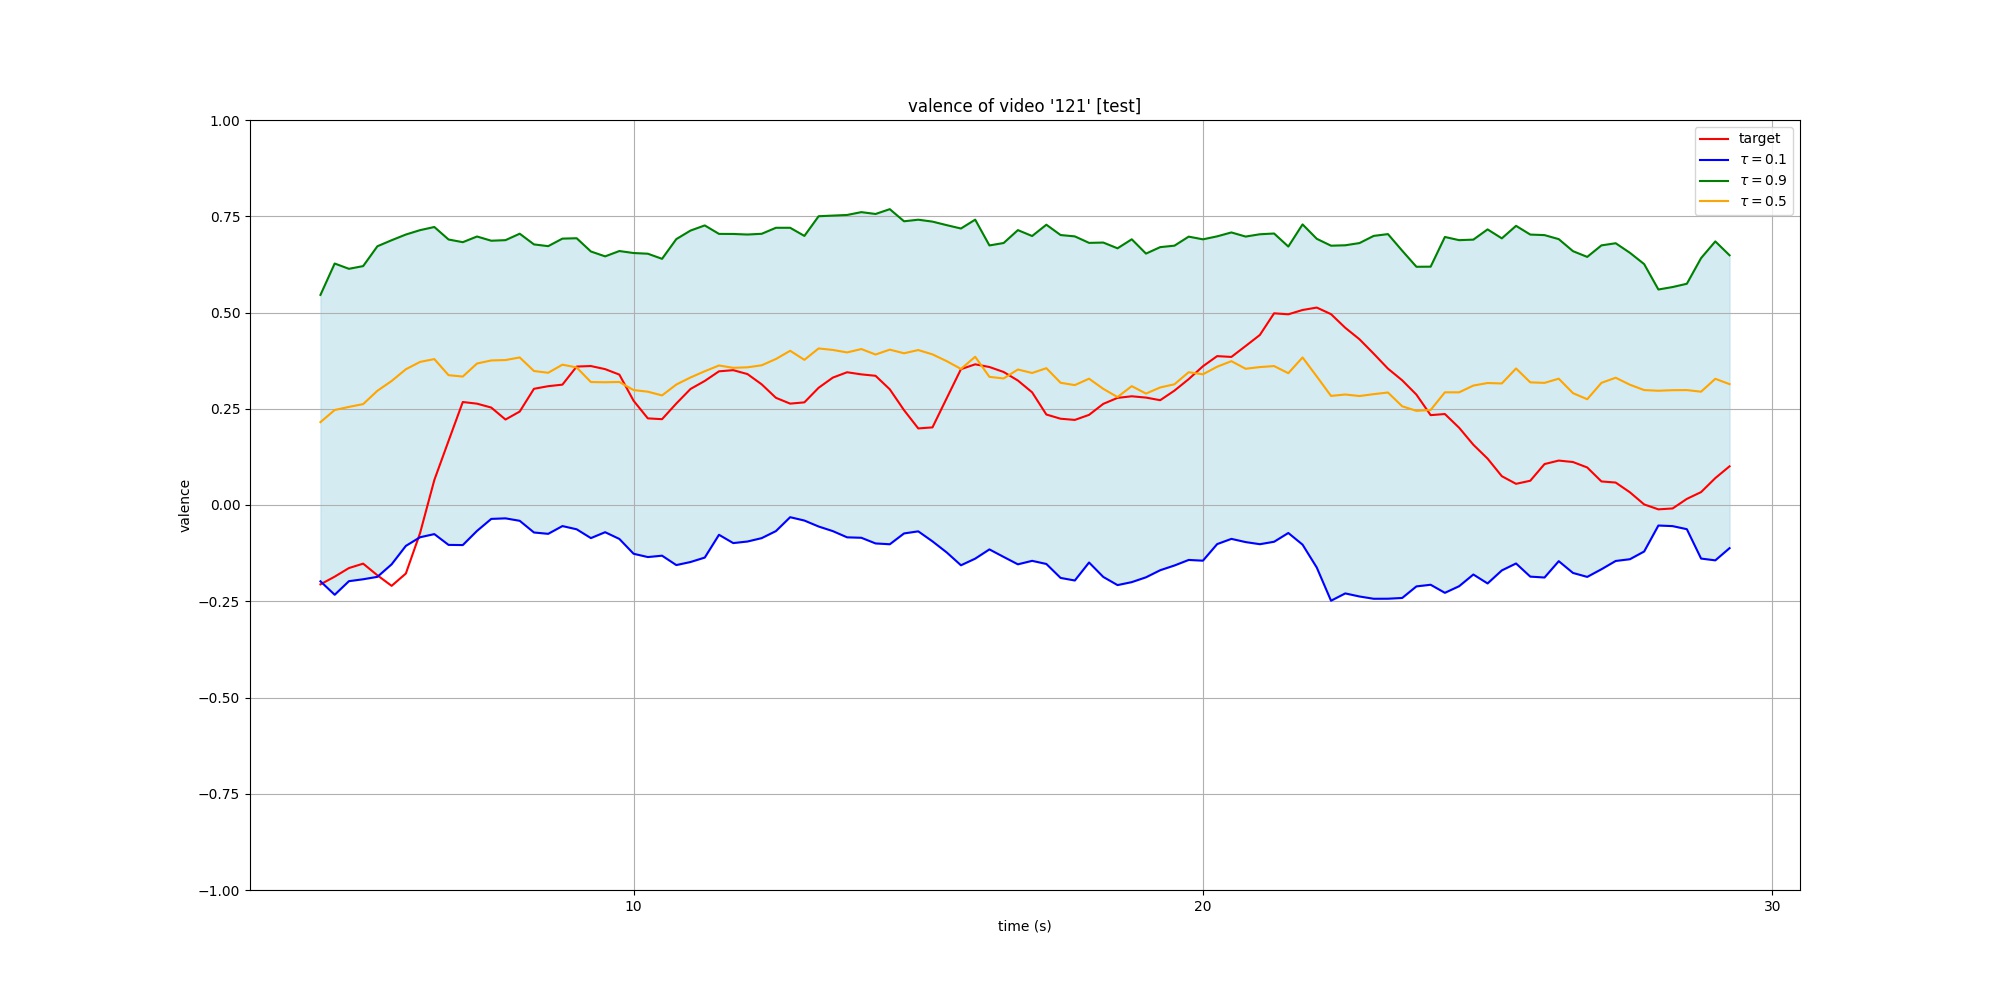 valence of video '121' [test]
target
τ = 0.1
τ = 0.9
τ = 0.5
1.00
0.75
0.50
0.25
0.00
−0.25
−0.50
−0.75
−1.00
valence
10 20 30
time (s)